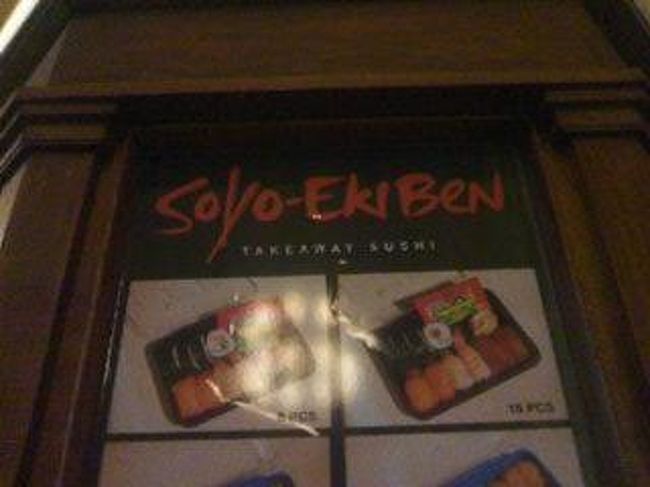 SOyO-EKIBEN
TAKEAWAY SUSHI
8 PCS
15 PCS